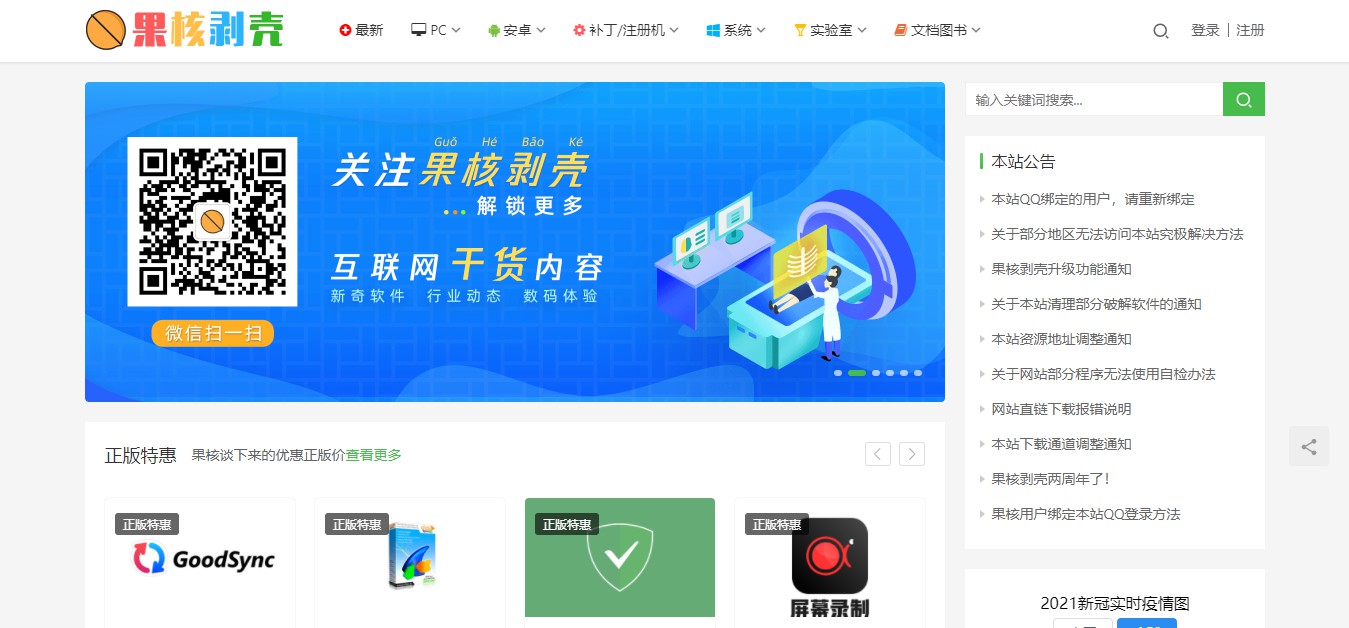 果核剥壳
最新
PC
安卓
补丁/注册机
系统
实验室
文档图书
登录 | 注册
Guǒ Hé Bāo Ké
关注果核剥壳
...解锁更多
互联网干货内容
新奇软件 行业动态 数码体验
微信扫一扫
输入关键词搜索...
本站公告
本站QQ绑定的用户，请重新绑定
关于部分地区无法访问本站究极解决方法
果核剥壳升级功能通知
关于本站清理部分破解软件的通知
本站资源地址调整通知
关于网站部分程序无法使用自检办法
网站直链下载报错说明
本站下载通道调整通知
果核剥壳两周年了！
果核用户绑定本站QQ登录方法
正版特惠 果核谈下来的优惠正版价查看更多
正版特惠
GoodSync
正版特惠
正版特惠
正版特惠
屏幕录制
2021新冠实时疫情图